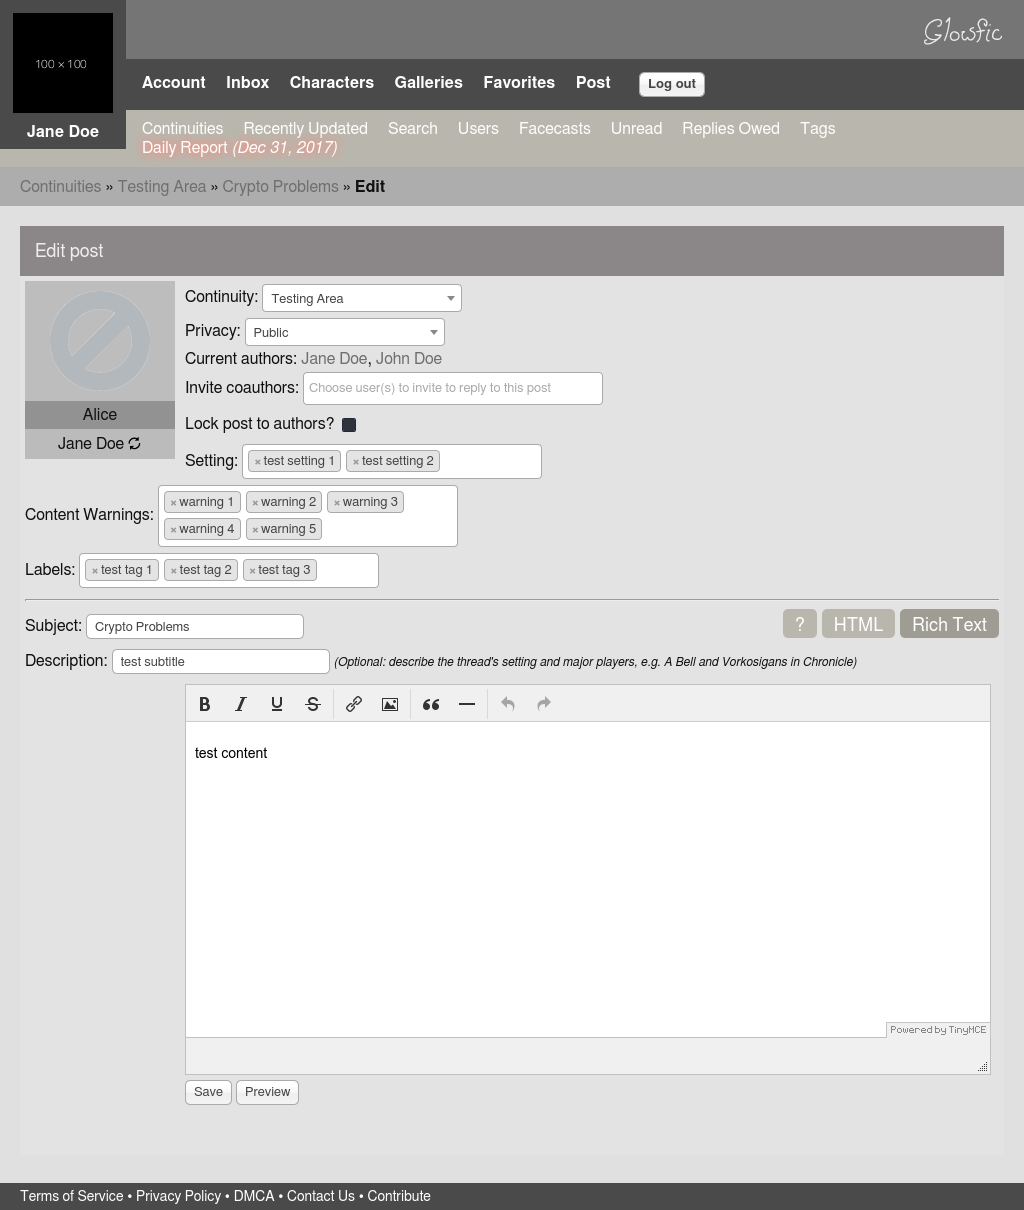 100 × 100
Glowfic
Account Inbox Characters Galleries Favorites Post Log out
Jane Doe
Continuities Recently Updated Search Users Facecasts Unread Replies Owed Tags
Daily Report (Dec 31, 2017)
Continuities » Testing Area » Crypto Problems » Edit
Edit post
Alice
Jane Doe
Continuity: Testing Area
Privacy: Public
Current authors: Jane Doe, John Doe
Invite coauthors: Choose user(s) to invite to reply to this post
Lock post to authors?
Setting: × test setting 1 × test setting 2
Content Warnings: × warning 1 × warning 2 × warning 3
× warning 4 × warning 5
Labels: × test tag 1 × test tag 2 × test tag 3
Subject: Crypto Problems ? HTML Rich Text
Description: test subtitle (Optional: describe the thread's setting and major players, e.g. A Bell and Vorkosigans in Chronicle)
B I U S
test content
Powered by TinyMCE
Save Preview
Terms of Service • Privacy Policy • DMCA • Contact Us • Contribute